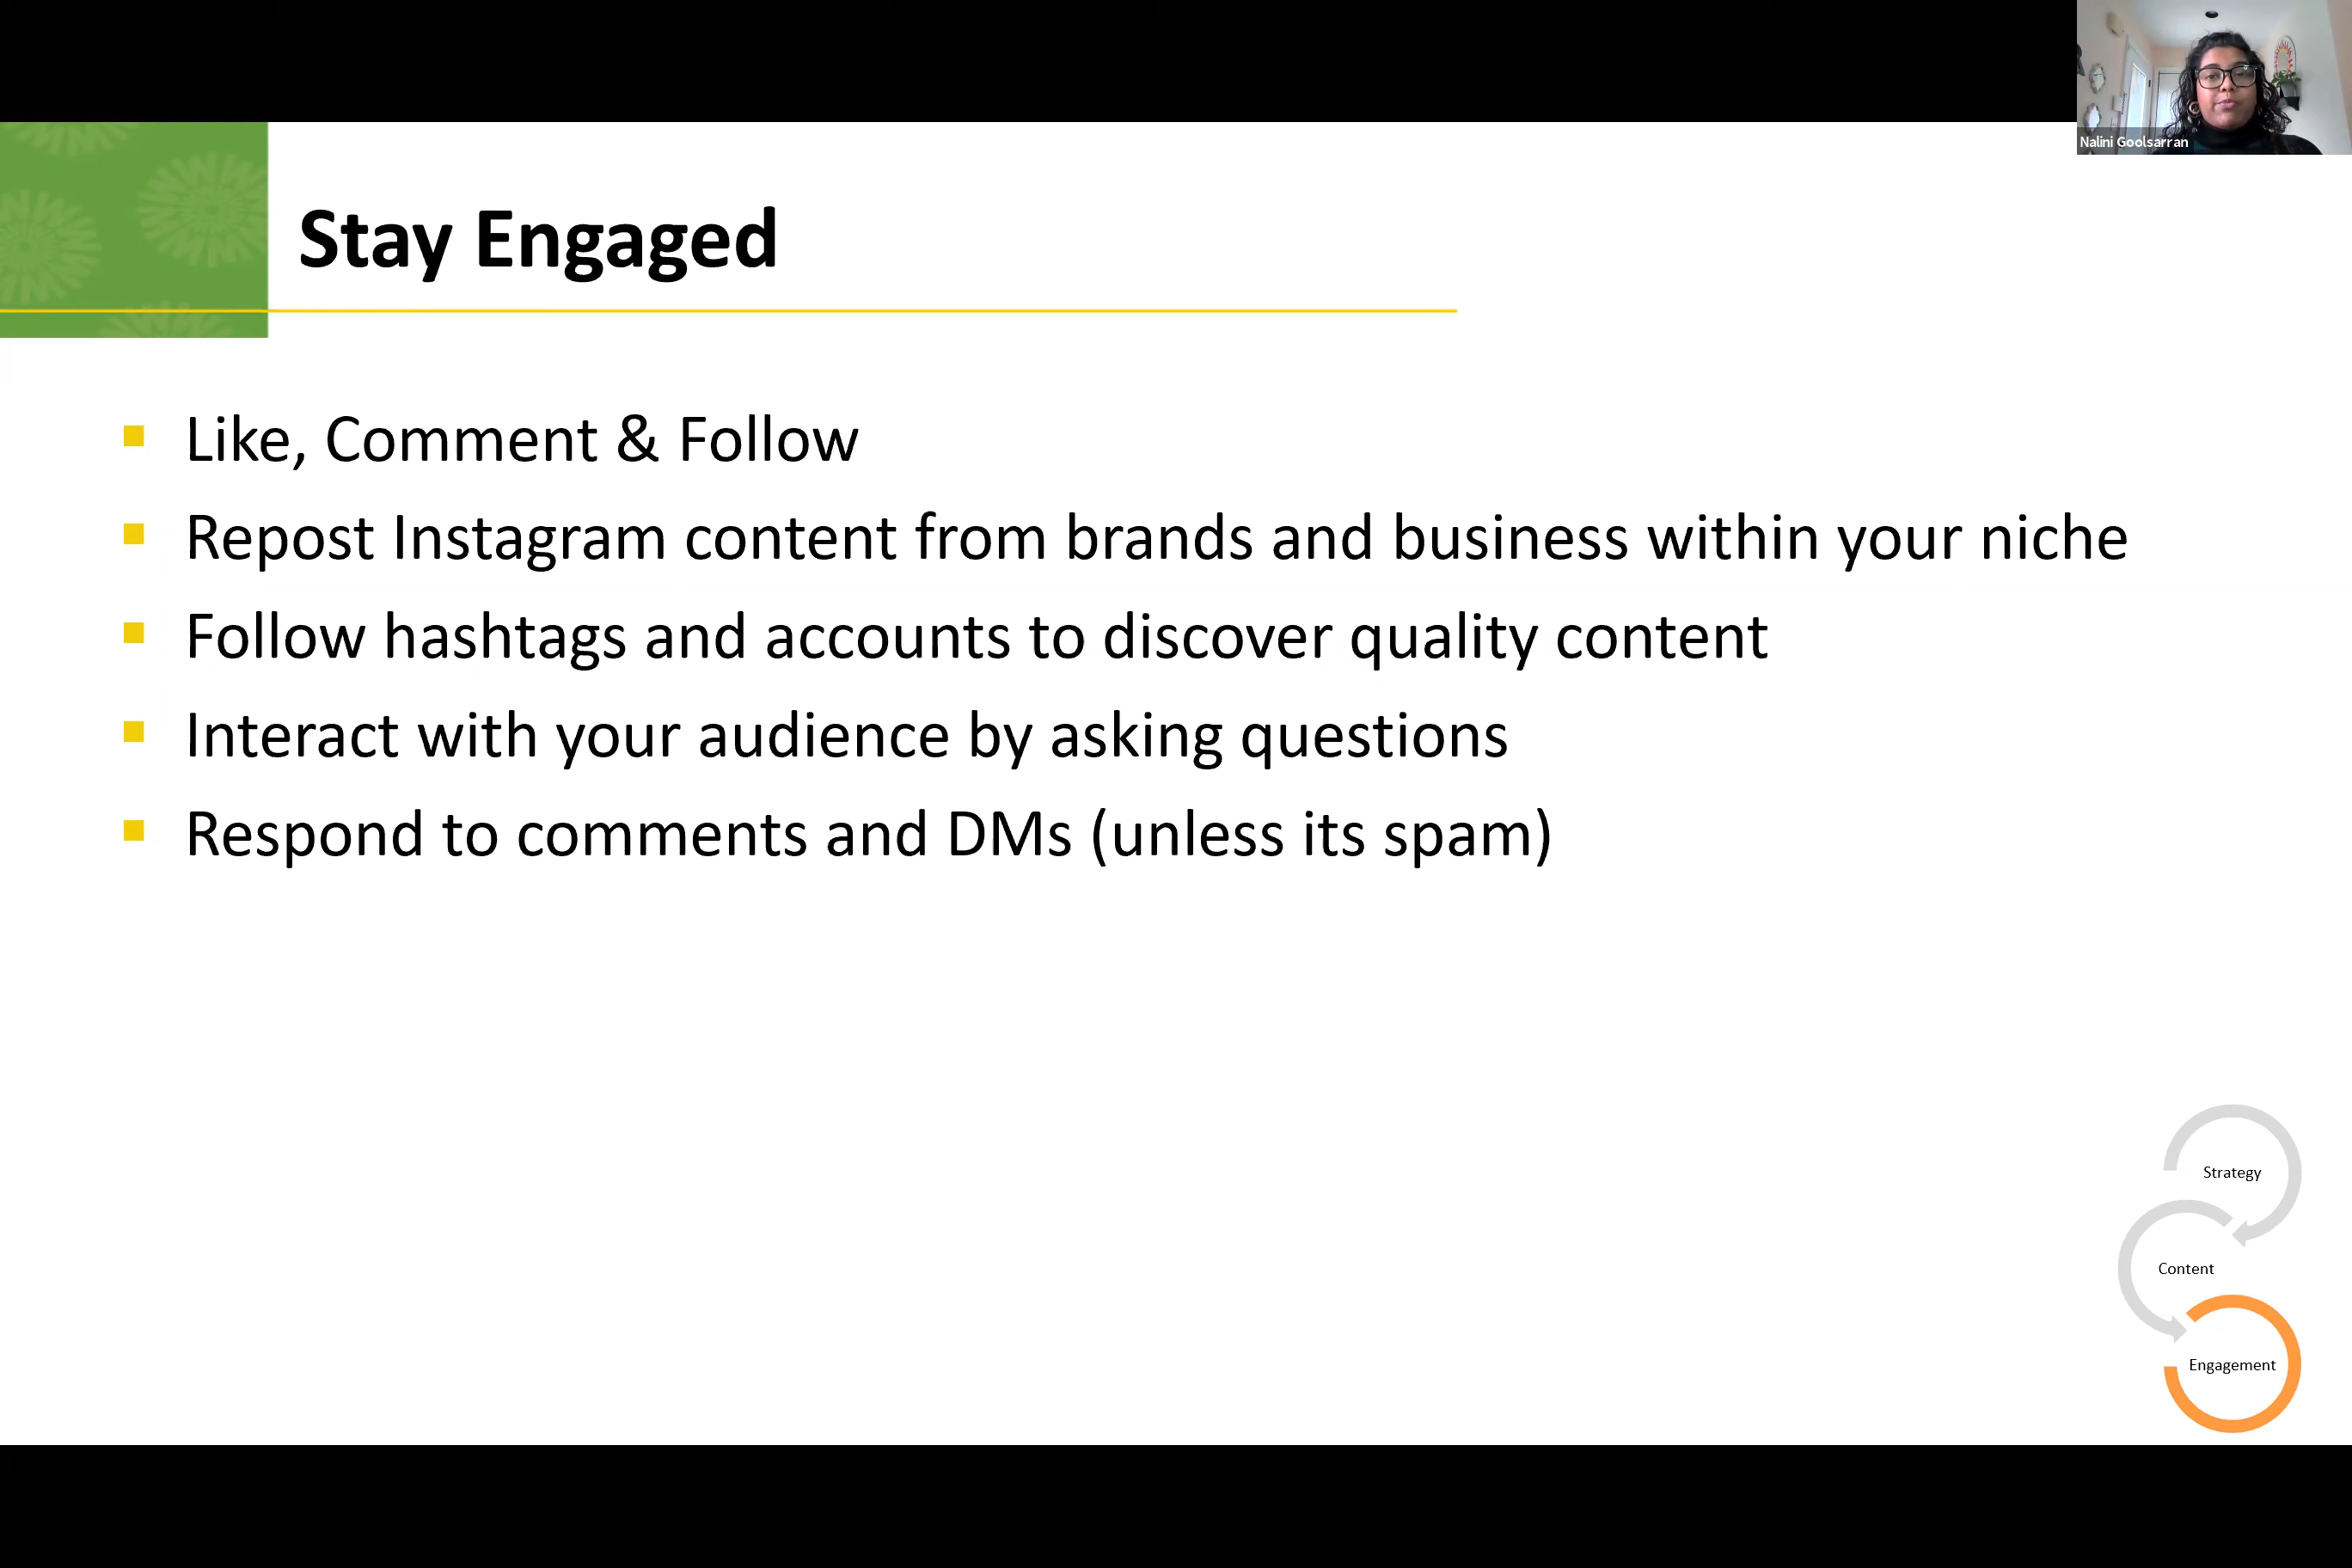 Nalini Goolsarran
Stay Engaged
Like, Comment & Follow
Repost Instagram content from brands and business within your niche
Follow hashtags and accounts to discover quality content
Interact with your audience by asking questions
Respond to comments and DMs (unless its spam)
Strategy
Content
Engagement